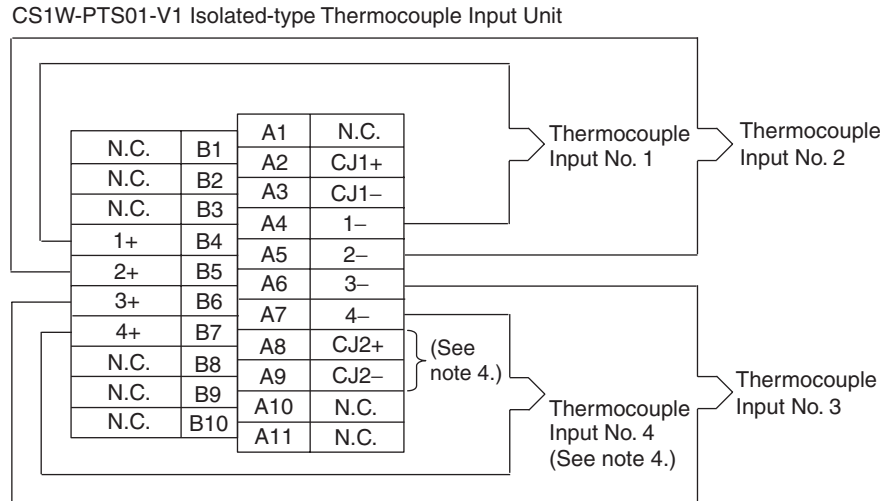 CS1W-PTS01-V1 Isolated-type Thermocouple Input Unit
N.C. B1
N.C. B2
N.C. B3
1+ B4
2+ B5
3+ B6
4+ B7
N.C. B8
N.C. B9
N.C. B10
A1 N.C.
A2 CJ1+
A3 CJ1−
A4 1−
A5 2−
A6 3−
A7 4−
A8 CJ2+
A9 CJ2−
A10 N.C.
A11 N.C.
(See
note 4.)
Thermocouple
Input No. 1
Thermocouple
Input No. 2
Thermocouple
Input No. 4
(See note 4.)
Thermocouple
Input No. 3